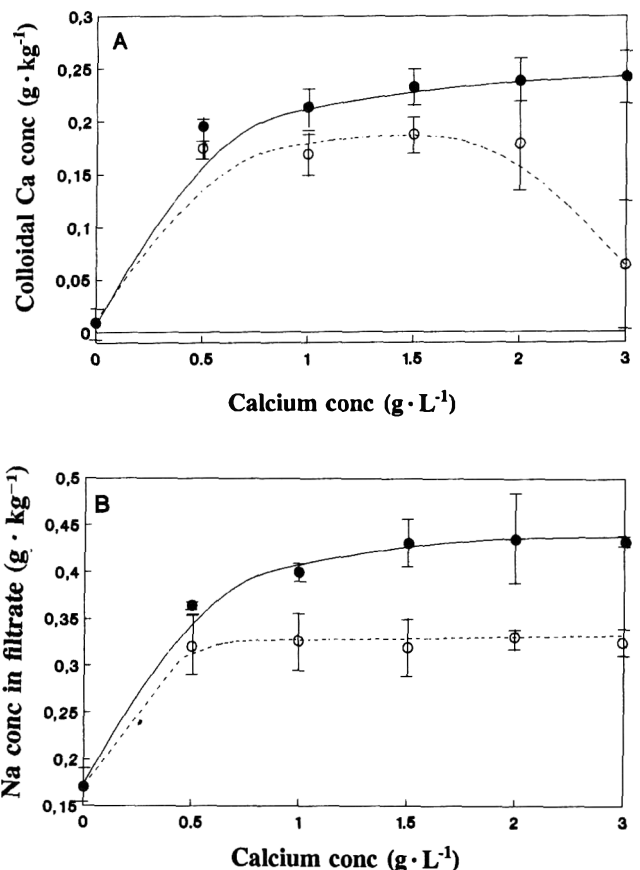 A
Colloidal Ca conc (g·kg⁻¹)
0,3
0,25
0,2
0,15
0,1
0,05
0
0 0.5 1 1.5 2 3
Calcium conc (g·L⁻¹)
B
Na conc in filtrate (g·kg⁻¹)
0,5
0,45
0,4
0,35
0,3
0,25
0,2
0,15
0 0.5 1 1.5 2 3
Calcium conc (g·L⁻¹)